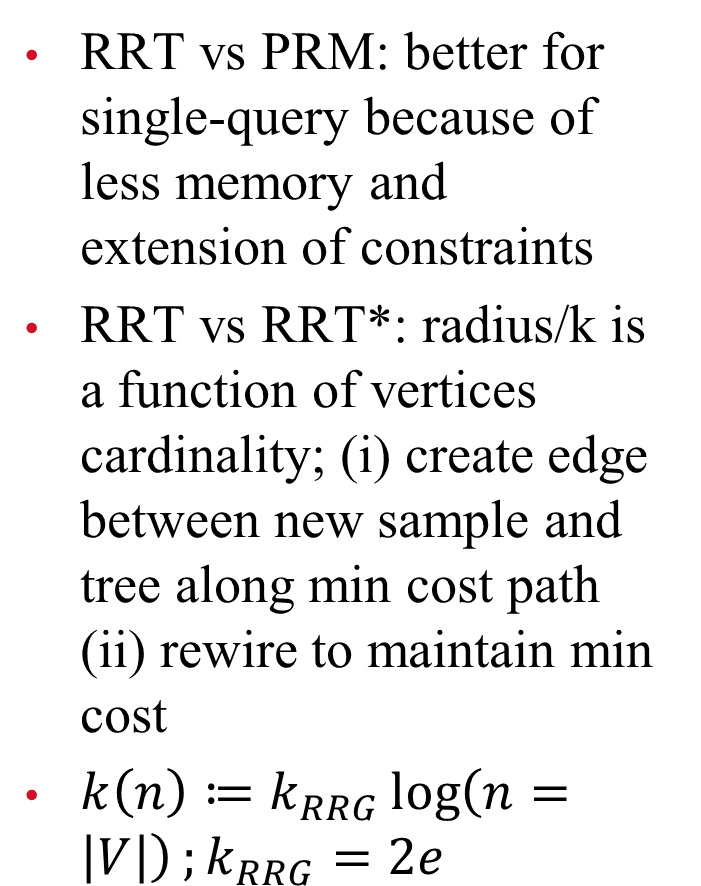 • RRT vs PRM: better for
single-query because of
less memory and
extension of constraints
• RRT vs RRT*: radius/k is
a function of vertices
cardinality; (i) create edge
between new sample and
tree along min cost path
(ii) rewire to maintain min
cost
• k(n) ≔ k_{RRG} log(n =
|V|) ; k_{RRG} = 2e